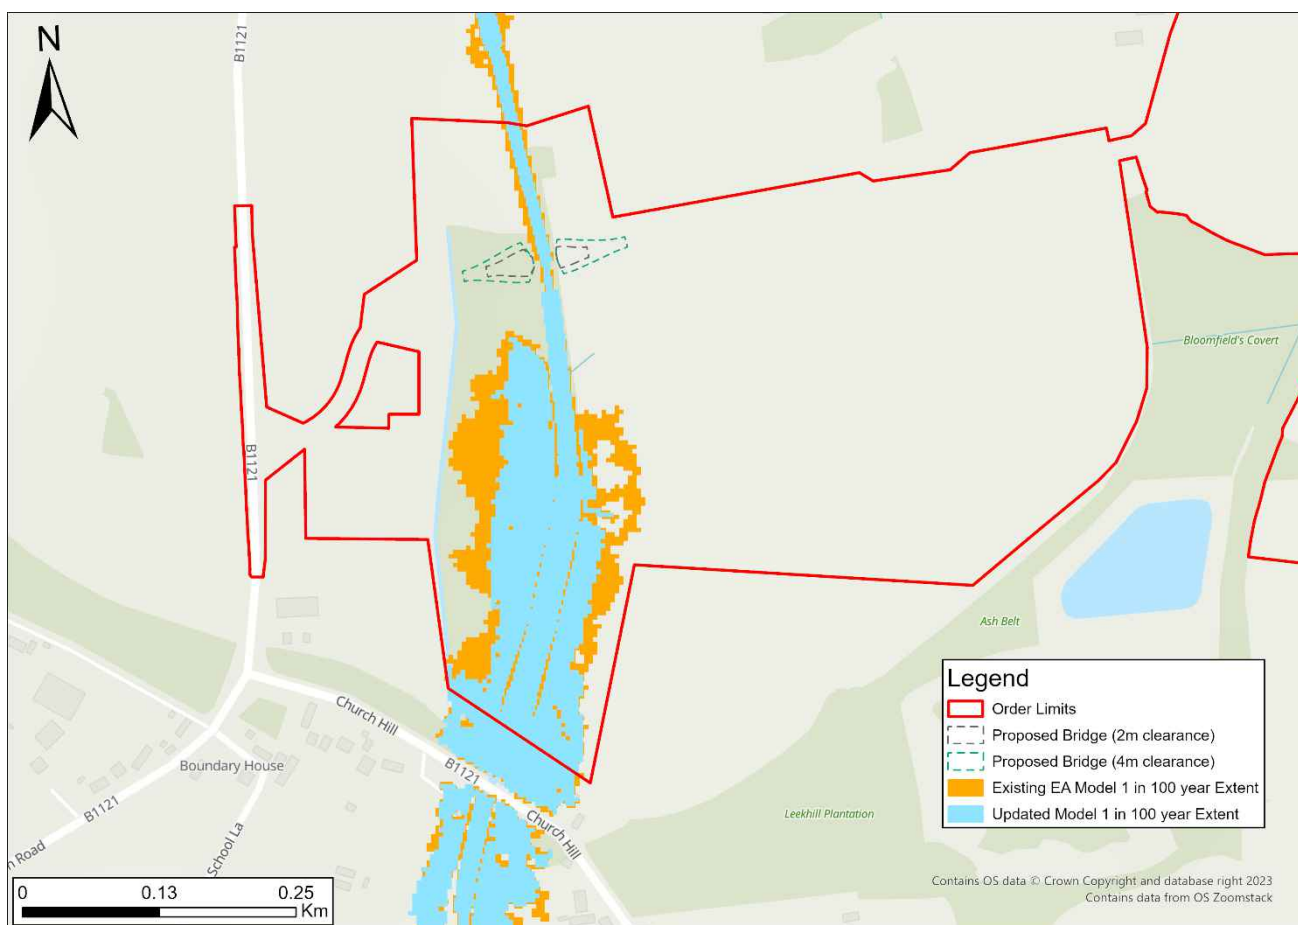 N
B1121
Bloomfield's Covert
B1121
Ash Belt
Church Hill
Boundary House
B1121
B1121
Church Hill
School La
n Road
Leekhill Plantation
Legend
Order Limits
Proposed Bridge (2m clearance)
Proposed Bridge (4m clearance)
Existing EA Model 1 in 100 year Extent
Updated Model 1 in 100 year Extent
0 0.13 0.25
Km
Contains OS data © Crown Copyright and database right 2023
Contains data from OS Zoomstack